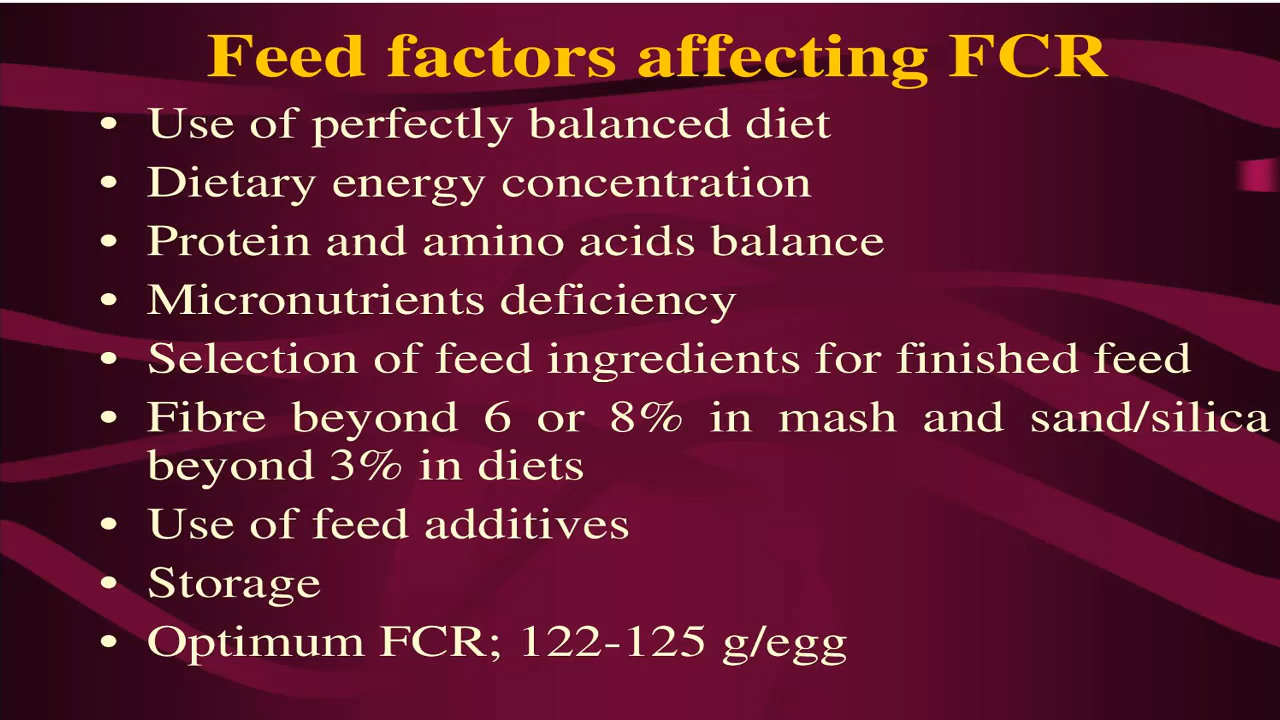 Feed factors affecting FCR
• Use of perfectly balanced diet
• Dietary energy concentration
• Protein and amino acids balance
• Micronutrients deficiency
• Selection of feed ingredients for finished feed
• Fibre beyond 6 or 8% in mash and sand/silica
beyond 3% in diets
• Use of feed additives
• Storage
• Optimum FCR; 122-125 g/egg